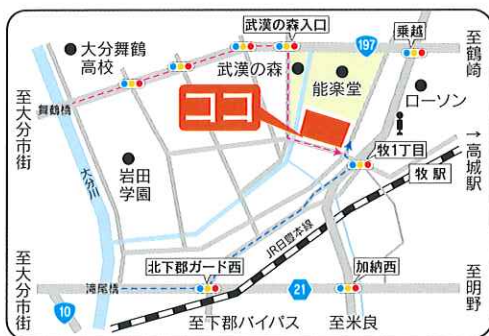 武漢の森入口
197
乗越
至鶴崎
大分舞鶴
高校
武漢の森
能楽堂
ローソン
至大分市街
舞鶴橋
ココ
→高城駅
牧1丁目
牧駅
大分川
岩田
学園
JR日豊本線
北下郡ガード西
加納西
滝尾橋
21
至大分市街
10
至下郡バイパス
至米良
至明野